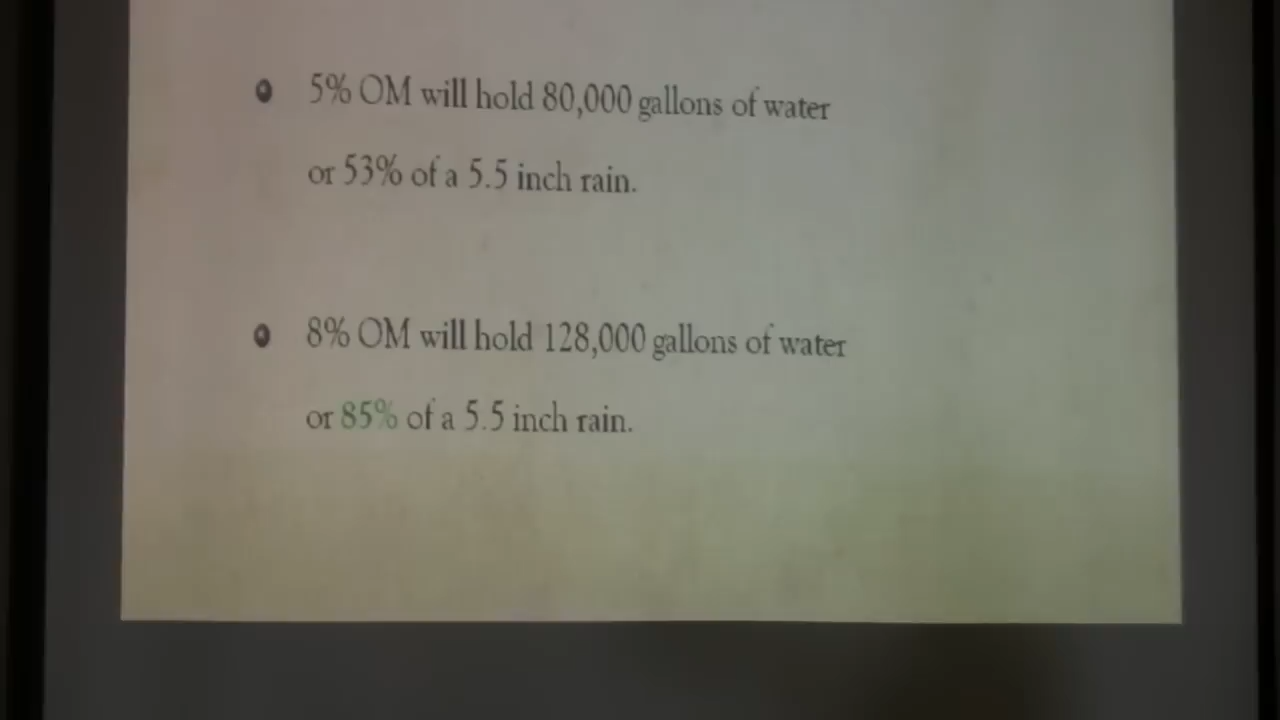 5% OM will hold 80,000 gallons of water
or 53% of a 5.5 inch rain.
8% OM will hold 128,000 gallons of water
or 85% of a 5.5 inch rain.